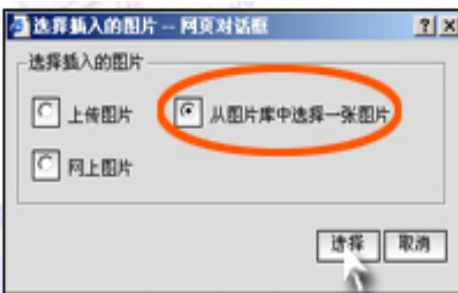 选择插入的图片 -- 网页对话框
选择插入的图片
上传图片
从图片库中选择一张图片
网上图片
选择
取消